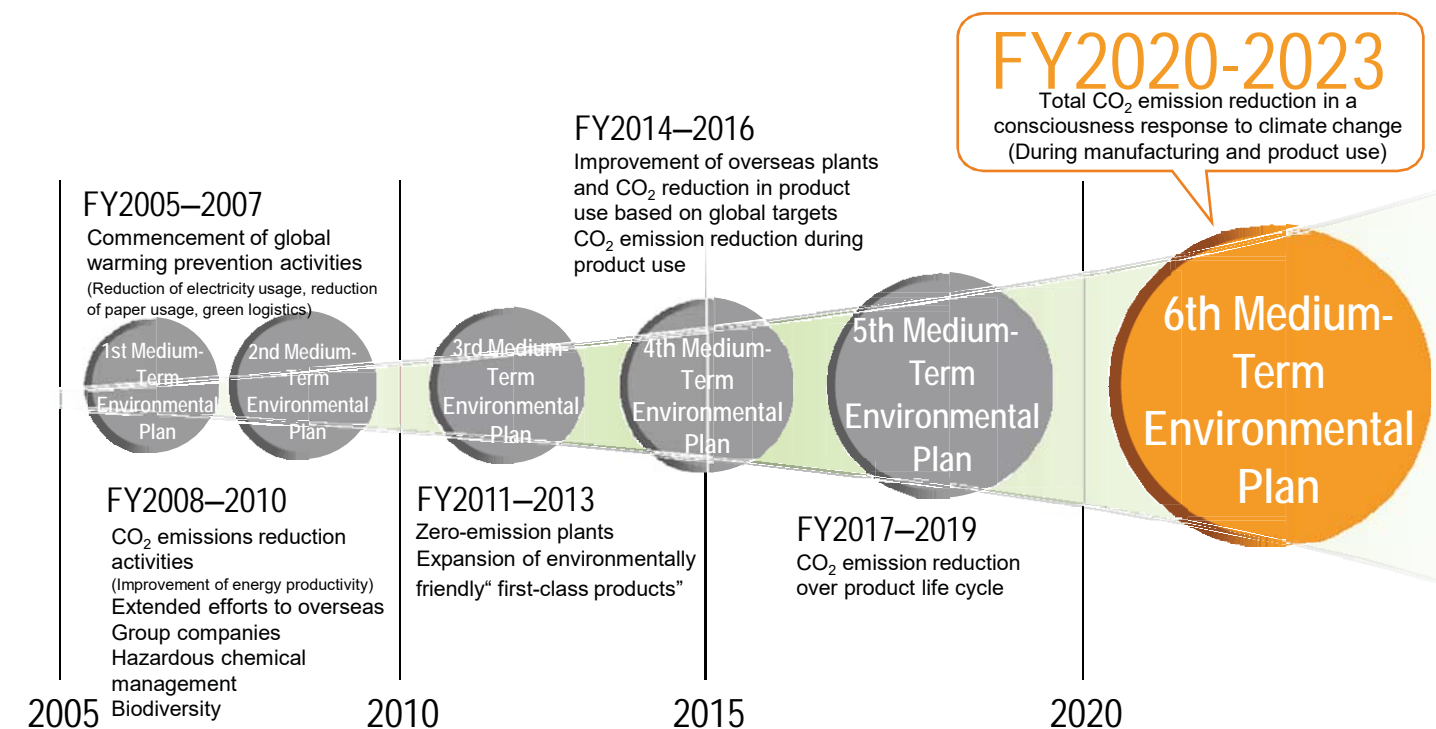 FY2020-2023
Total CO₂ emission reduction in a
consciousness response to climate change
(During manufacturing and product use)
FY2014–2016
Improvement of overseas plants
and CO₂ reduction in product
use based on global targets
CO₂ emission reduction during
product use
FY2005–2007
Commencement of global
warming prevention activities
(Reduction of electricity usage, reduction
of paper usage, green logistics)
1st Medium-
Term
Environmental
Plan
2nd Medium-
Term
Environmental
Plan
3rd Medium-
Term
Environmental
Plan
4th Medium-
Term
Environmental
Plan
5th Medium-
Term
Environmental
Plan
6th Medium-
Term
Environmental
Plan
FY2008–2010
CO₂ emissions reduction
activities
(Improvement of energy productivity)
Extended efforts to overseas
Group companies
Hazardous chemical
management
Biodiversity
FY2011–2013
Zero-emission plants
Expansion of environmentally
friendly“ first-class products”
FY2017–2019
CO₂ emission reduction
over product life cycle
2005
2010
2015
2020